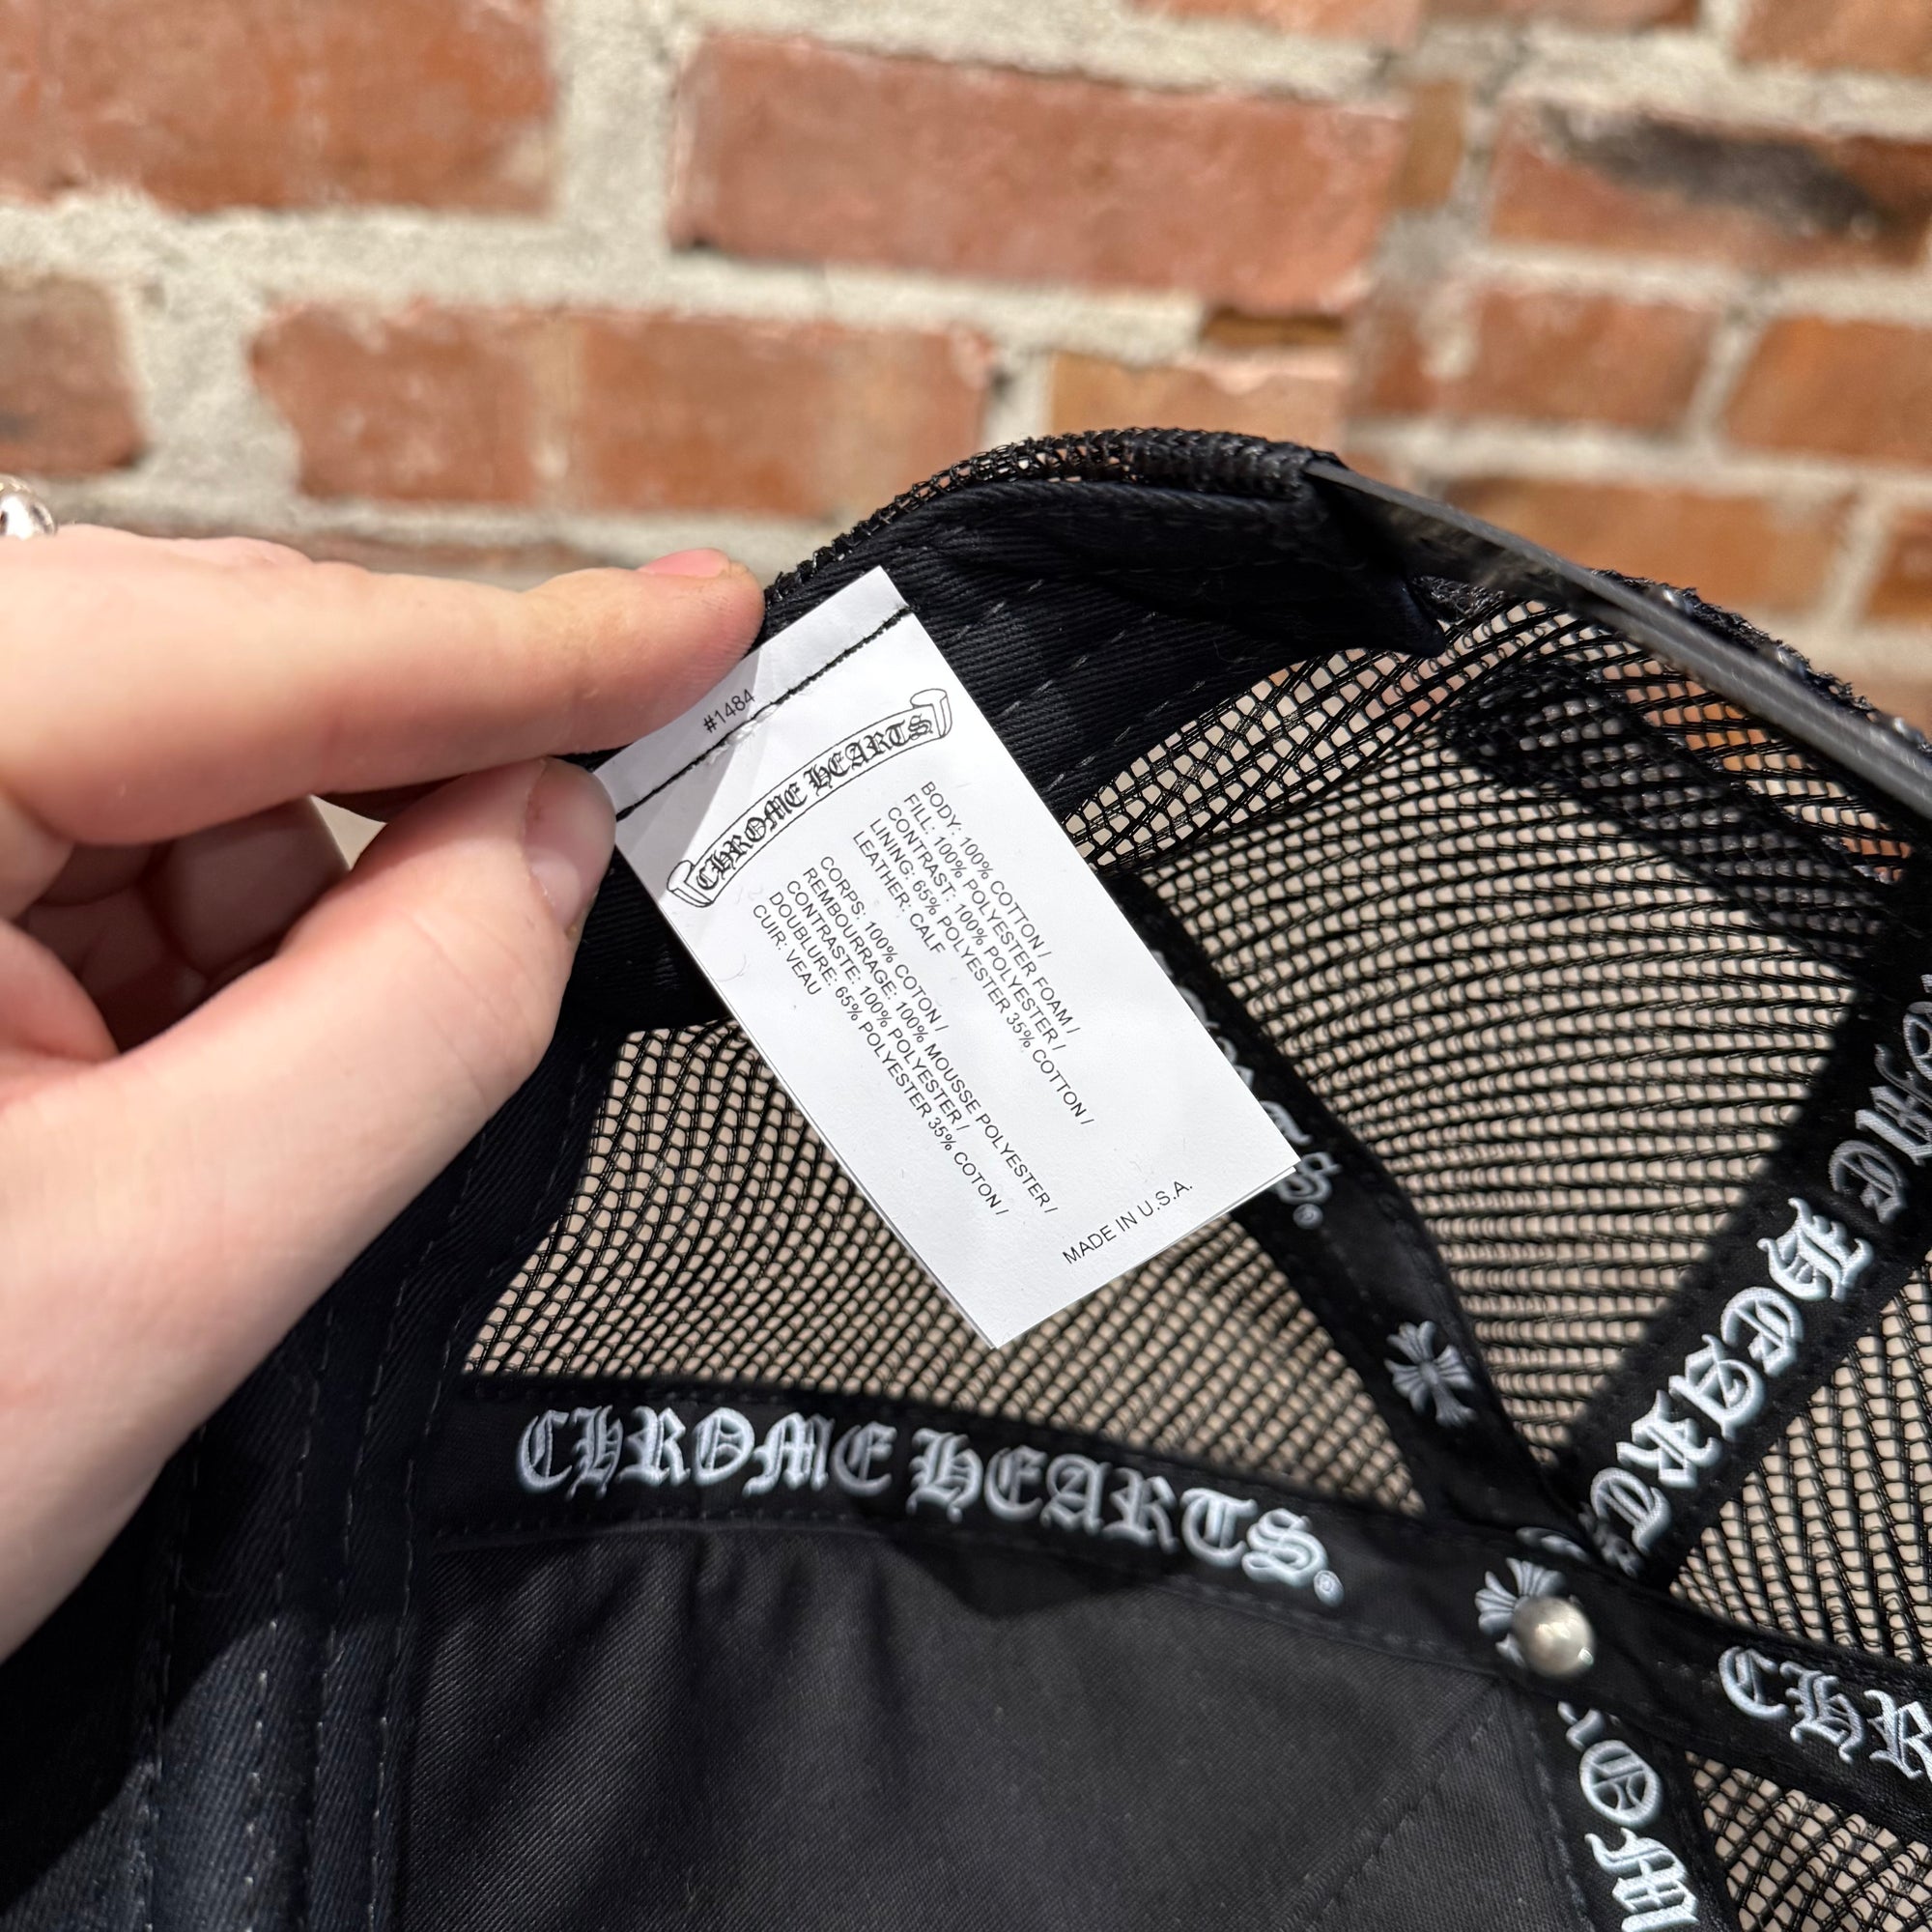 #1484
CHROME HEARTS
BODY: 100% COTTON /
FILL: 100% POLYESTER FOAM /
CONTRAST: 100% POLYESTER /
LINING: 65% POLYESTER 35% COTTON /
LEATHER: CALF
CORPS: 100% COTON /
REMBOURRAGE: 100% MOUSSE POLYESTER /
CONTRASTE: 100% POLYESTER /
DOUBLURE: 65% POLYESTER 35% COTON /
CUIR: VEAU
MADE IN U.S.A.
CHROME HEARTS®